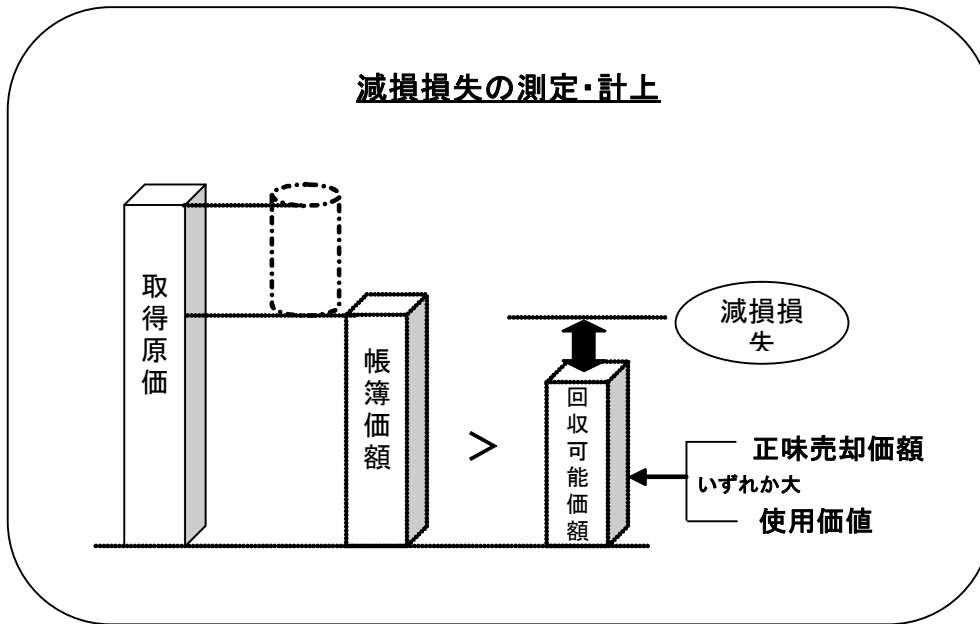 減損損失の測定・計上
取得原価
帳簿価額
>
回収可能価額
減損損
失
正味売却価額
いずれか大
使用価値